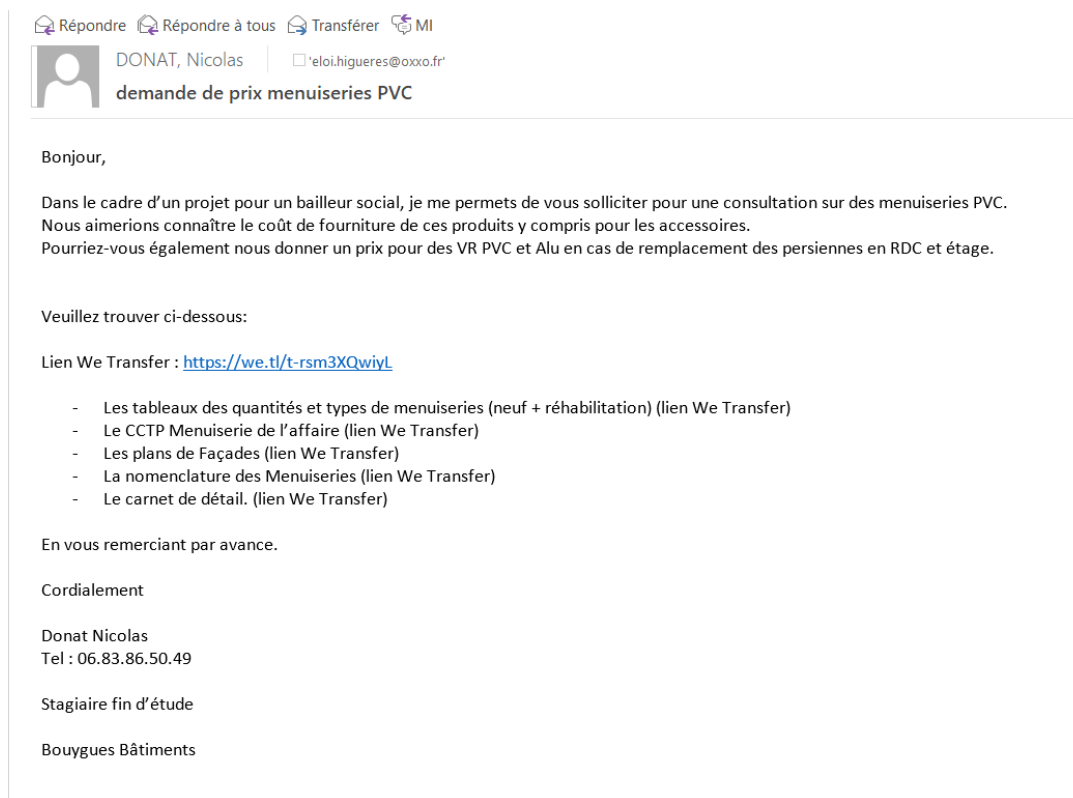 Répondre Répondre à tous Transférer MI
DONAT, Nicolas 'eloi.higueres@oxxo.fr'
demande de prix menuiseries PVC
Bonjour,
Dans le cadre d'un projet pour un bailleur social, je me permets de vous solliciter pour une consultation sur des menuiseries PVC.
Nous aimerions connaître le coût de fourniture de ces produits y compris pour les accessoires.
Pourriez-vous également nous donner un prix pour des VR PVC et Alu en cas de remplacement des persiennes en RDC et étage.
Veuillez trouver ci-dessous:
Lien We Transfer : https://we.tl/t-rsm3XQwiyL
- Les tableaux des quantités et types de menuiseries (neuf + réhabilitation) (lien We Transfer)
- Le CCTP Menuiserie de l'affaire (lien We Transfer)
- Les plans de Façades (lien We Transfer)
- La nomenclature des Menuiseries (lien We Transfer)
- Le carnet de détail. (lien We Transfer)
En vous remerciant par avance.
Cordialement
Donat Nicolas
Tel : 06.83.86.50.49
Stagiaire fin d'étude
Bouygues Bâtiments